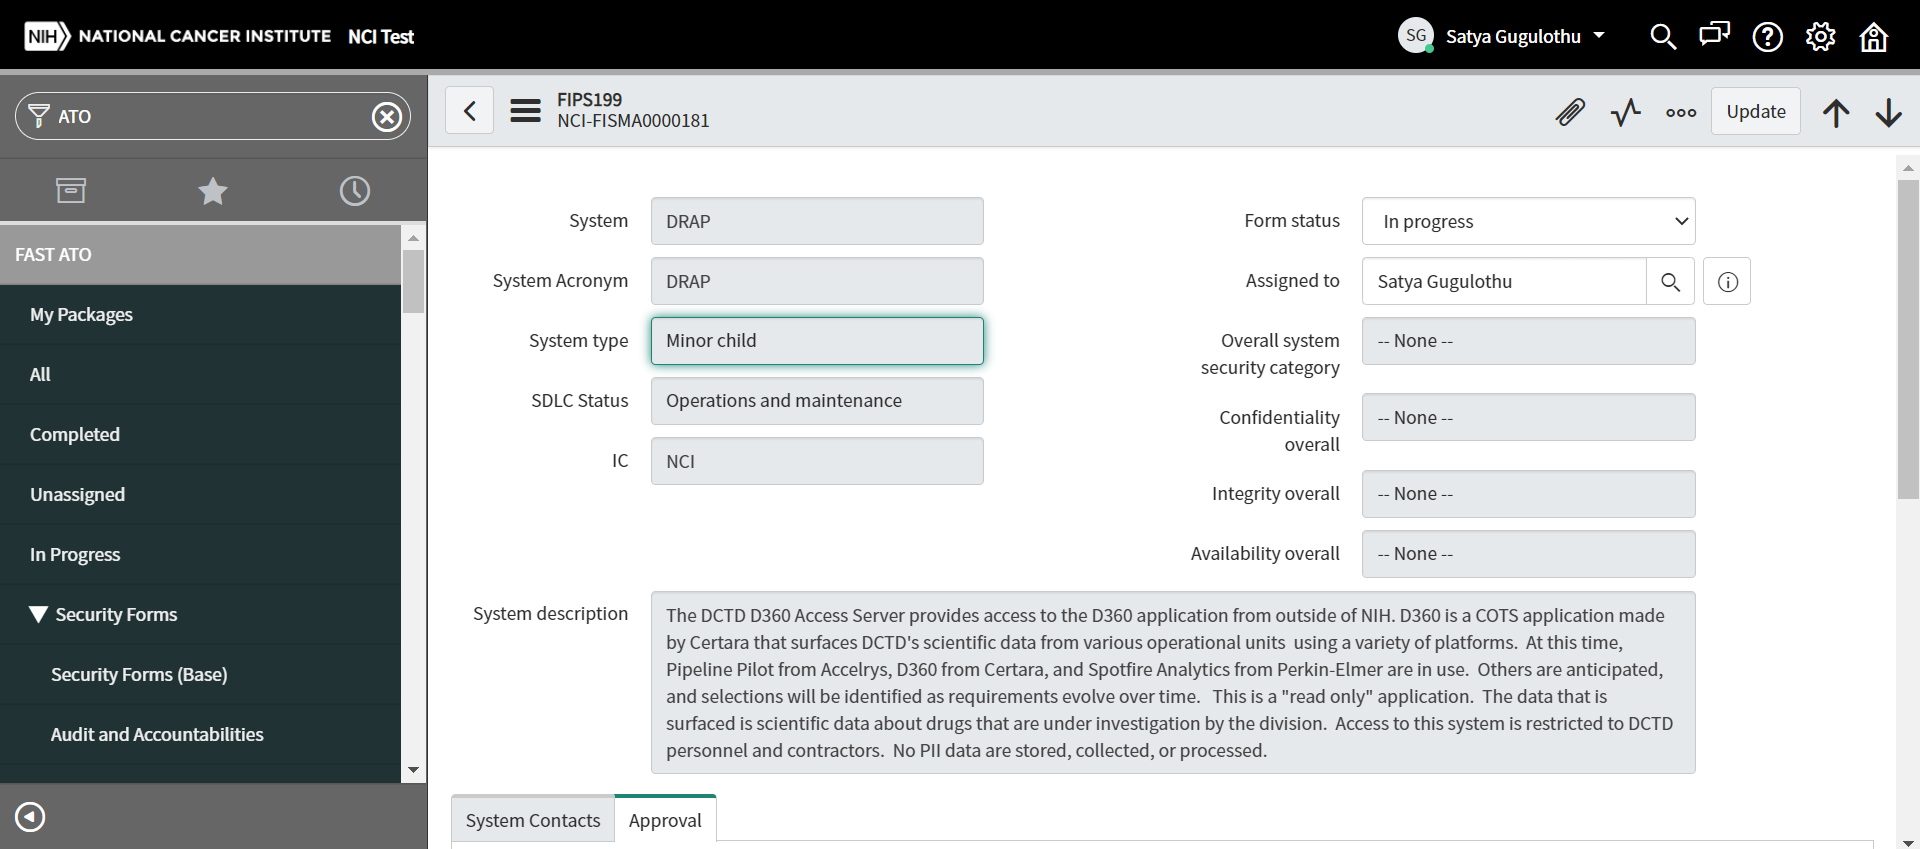 NIH NATIONAL CANCER INSTITUTE NCI Test
SG Satya Gugulothu
ATO
FIPS199
NCI-FISMA0000181
Update
FAST ATO
My Packages
All
Completed
Unassigned
In Progress
Security Forms
Security Forms (Base)
Audit and Accountabilities
System DRAP
System Acronym DRAP
System type Minor child
SDLC Status Operations and maintenance
IC NCI
Form status In progress
Assigned to Satya Gugulothu
Overall system -- None --
security category
Confidentiality -- None --
overall
Integrity overall -- None --
Availability overall -- None --
System description
The DCTD D360 Access Server provides access to the D360 application from outside of NIH. D360 is a COTS application made
by Certara that surfaces DCTD's scientific data from various operational units  using a variety of platforms.  At this time,
Pipeline Pilot from Accelrys, D360 from Certara, and Spotfire Analytics from Perkin-Elmer are in use.  Others are anticipated,
and selections will be identified as requirements evolve over time.   This is a "read only" application.  The data that is
surfaced is scientific data about drugs that are under investigation by the division.  Access to this system is restricted to DCTD
personnel and contractors.  No PII data are stored, collected, or processed.
System Contacts Approval